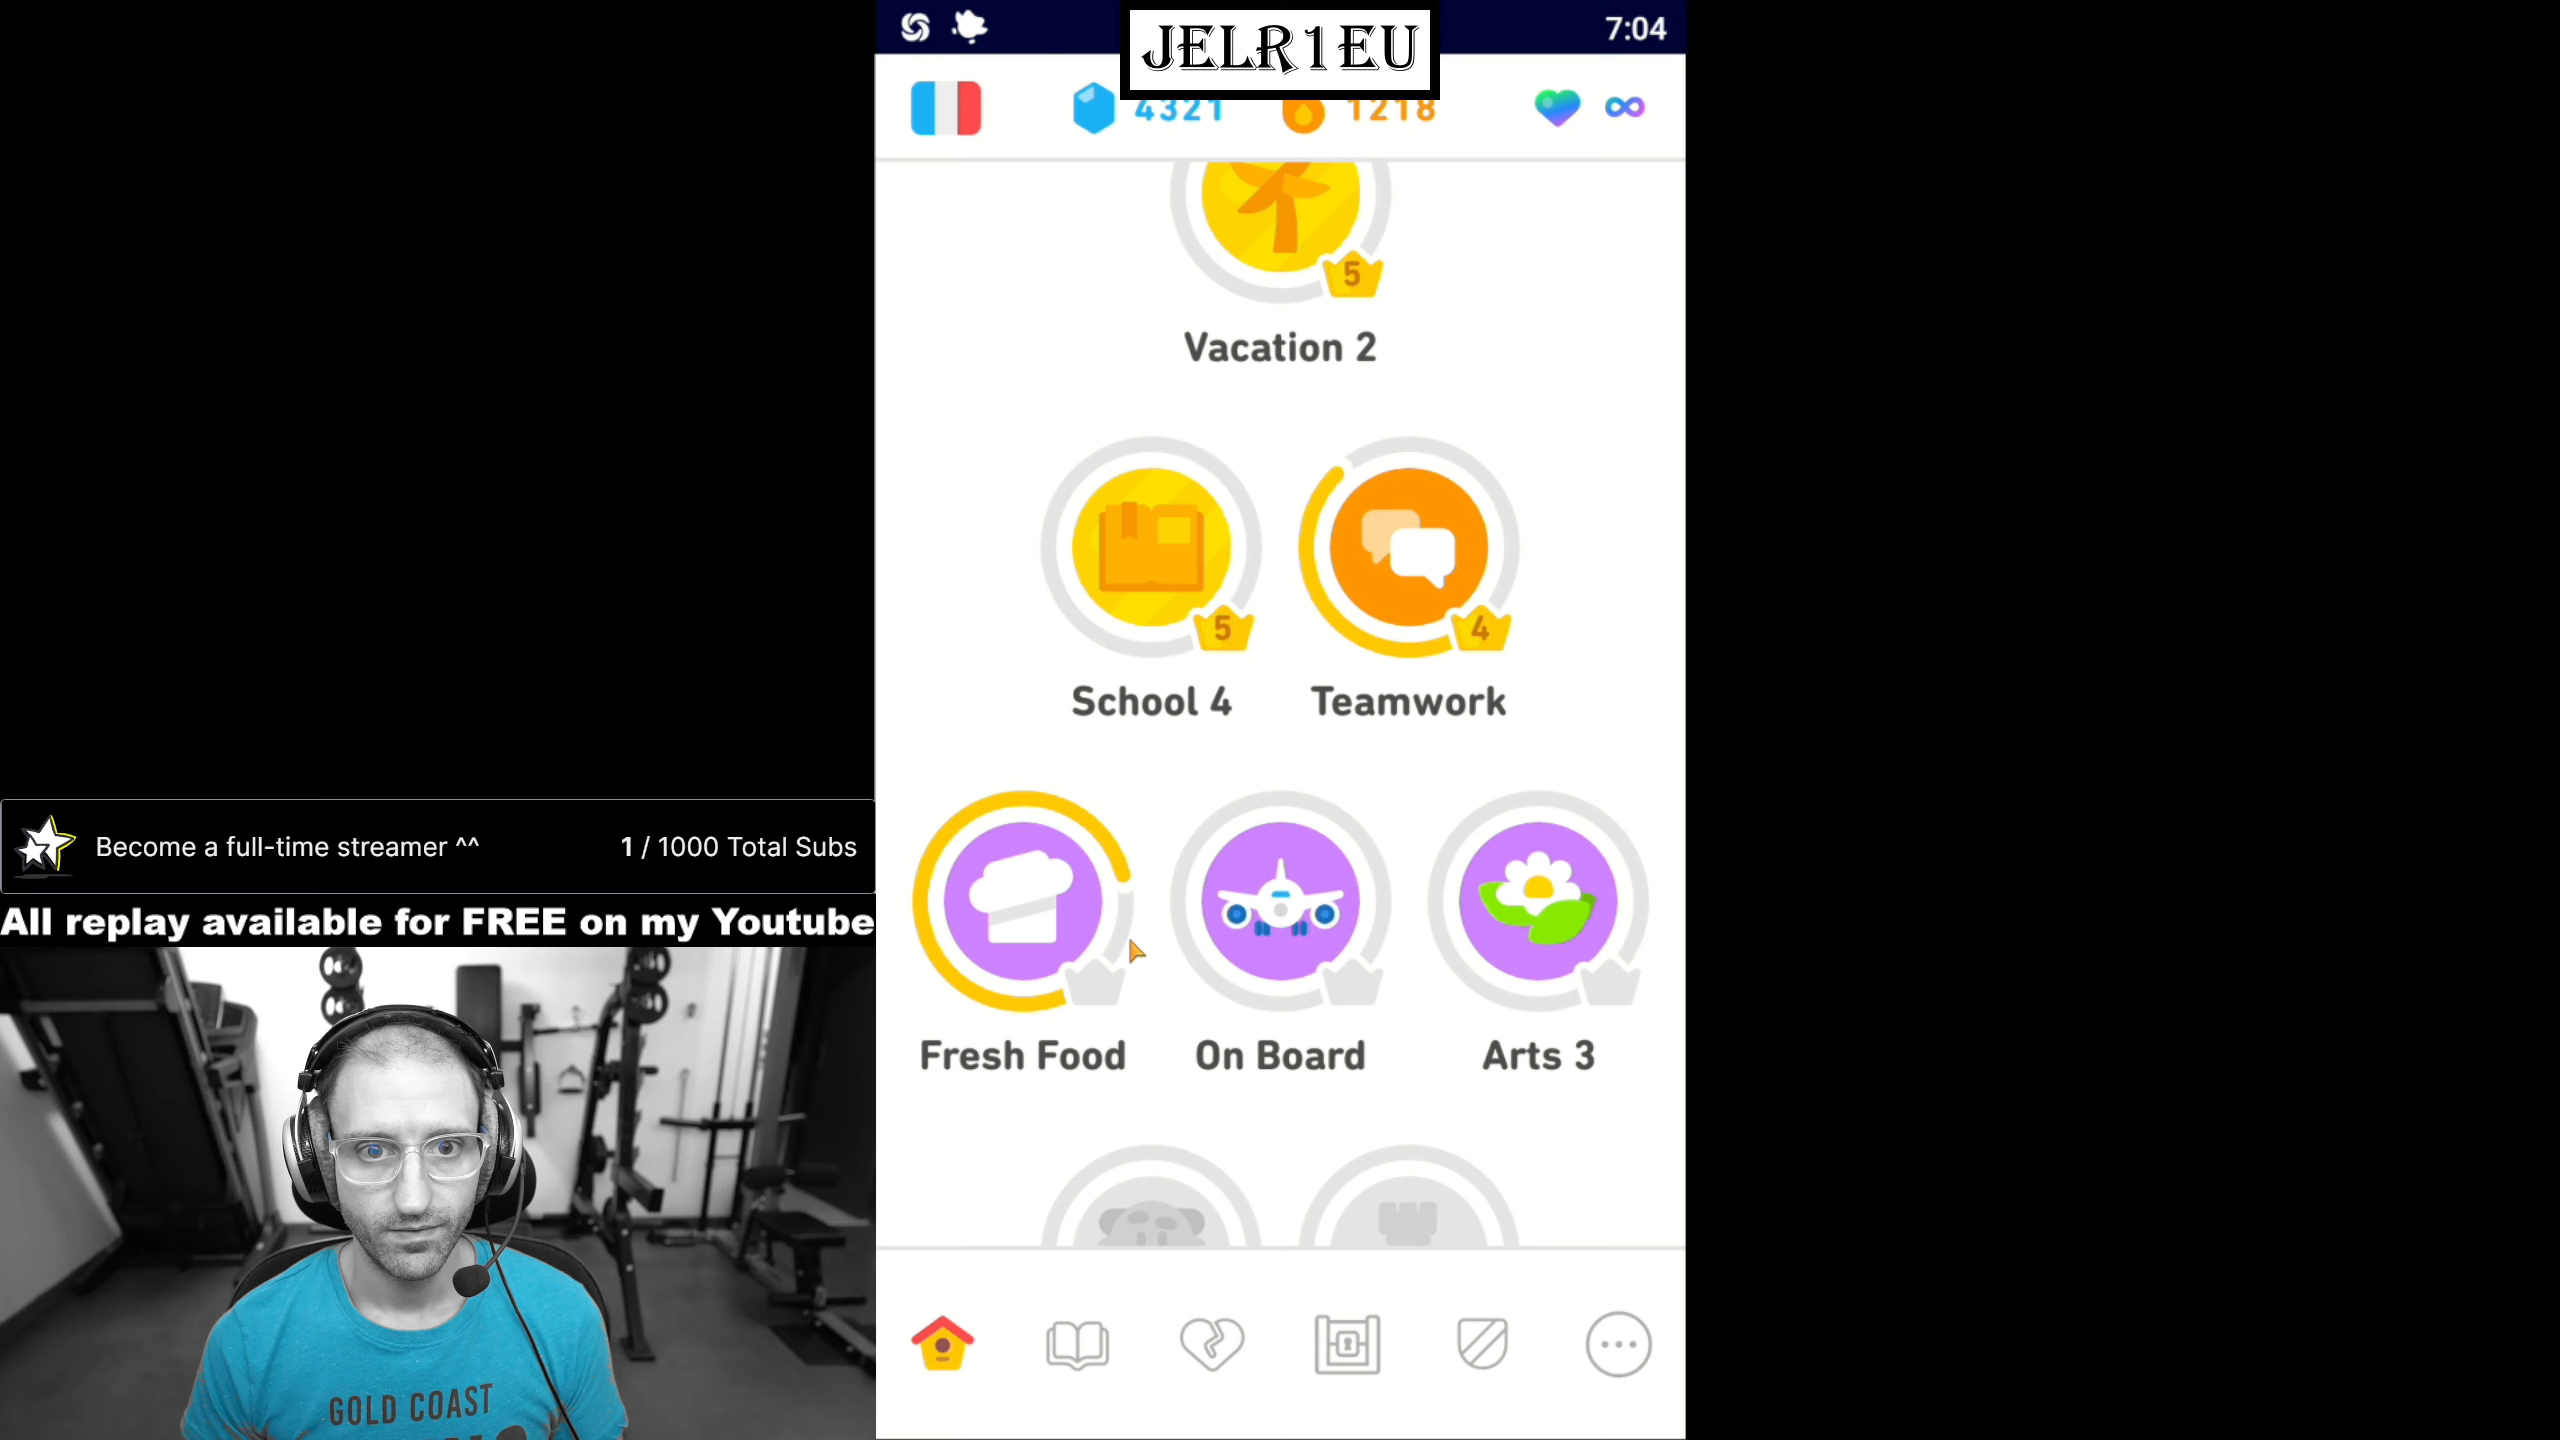 JELR1EU
7:04
4321
1218
5
Vacation 2
5
4
School 4
Teamwork
Fresh Food
On Board
Arts 3
Become a full-time streamer ^^
1 / 1000 Total Subs
All replay available for FREE on my Youtube
GOLD COAST